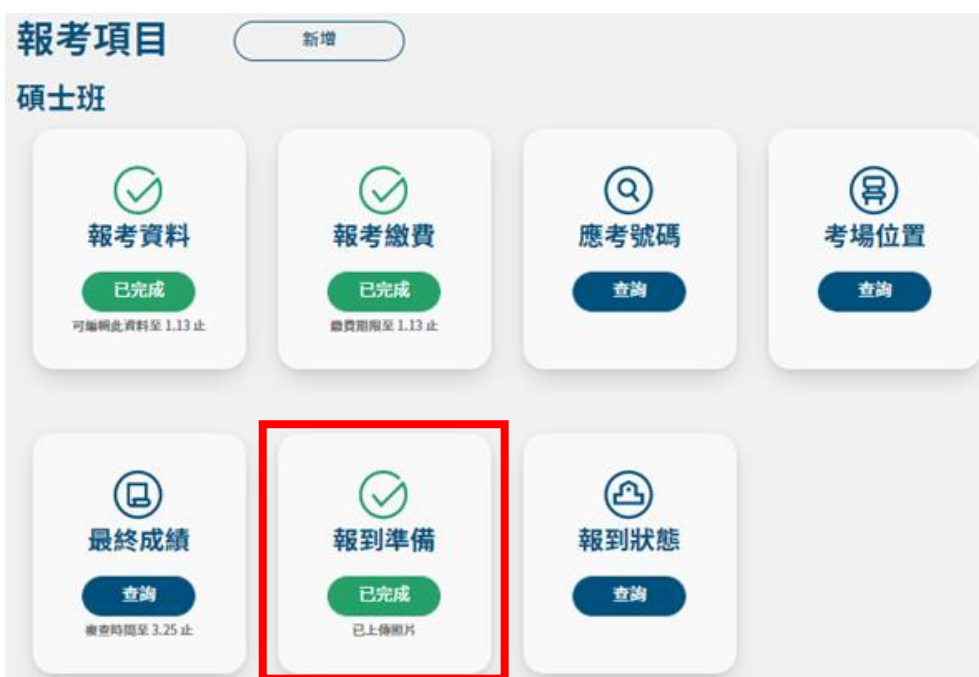 報考項目
新增
碩士班
報考資料
已完成
可編輯此資料至 1.13 止
報考繳費
已完成
繳費期限至 1.13 止
應考號碼
查詢
考場位置
查詢
最終成績
查詢
複查時間至 3.25 止
報到準備
已完成
已上傳照片
報到狀態
查詢